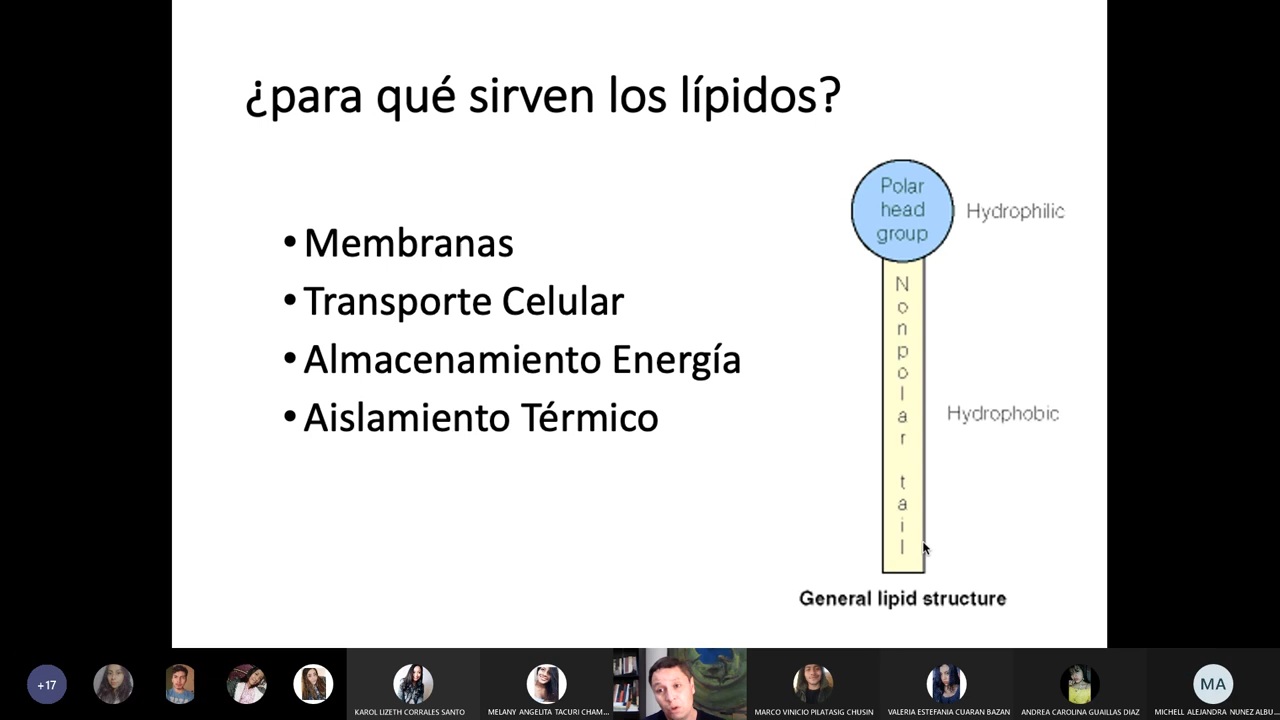 ¿para qué sirven los lípidos?
• Membranas
• Transporte Celular
• Almacenamiento Energía
• Aislamiento Térmico
Polar
head
group
Hydrophilic
Nonpolar tail
Hydrophobic
General lipid structure
+17
KAROL LIZETH CORRALES SANTO
MELANY ANGELITA TACURI CHAM...
MARCO VINICIO PILATASIG CHUSIN
VALERIA ESTEFANIA CUARAN BAZAN
ANDREA CAROLINA GUAILLAS DIAZ
MA
MICHELL ALEJANDRA NUNEZ ALBU...